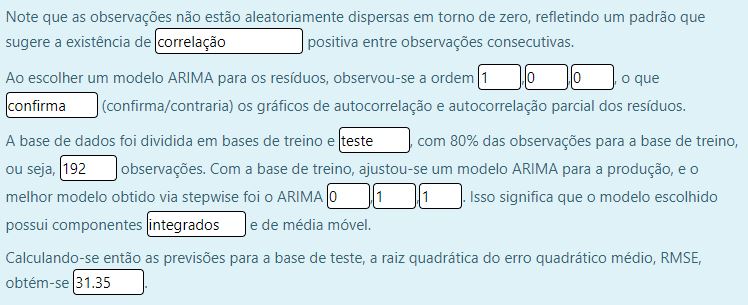 Note que as observações não estão aleatoriamente dispersas em torno de zero, refletindo um padrão que
sugere a existência de correlação positiva entre observações consecutivas.
Ao escolher um modelo ARIMA para os resíduos, observou-se a ordem 1,0,0, o que
confirma (confirma/contraria) os gráficos de autocorrelação e autocorrelação parcial dos resíduos.
A base de dados foi dividida em bases de treino e teste, com 80% das observações para a base de treino,
ou seja, 192 observações. Com a base de treino, ajustou-se um modelo ARIMA para a produção, e o
melhor modelo obtido via stepwise foi o ARIMA 0,1,1. Isso significa que o modelo escolhido
possui componentes integrados e de média móvel.
Calculando-se então as previsões para a base de teste, a raiz quadrática do erro quadrático médio, RMSE,
obtém-se 31.35.